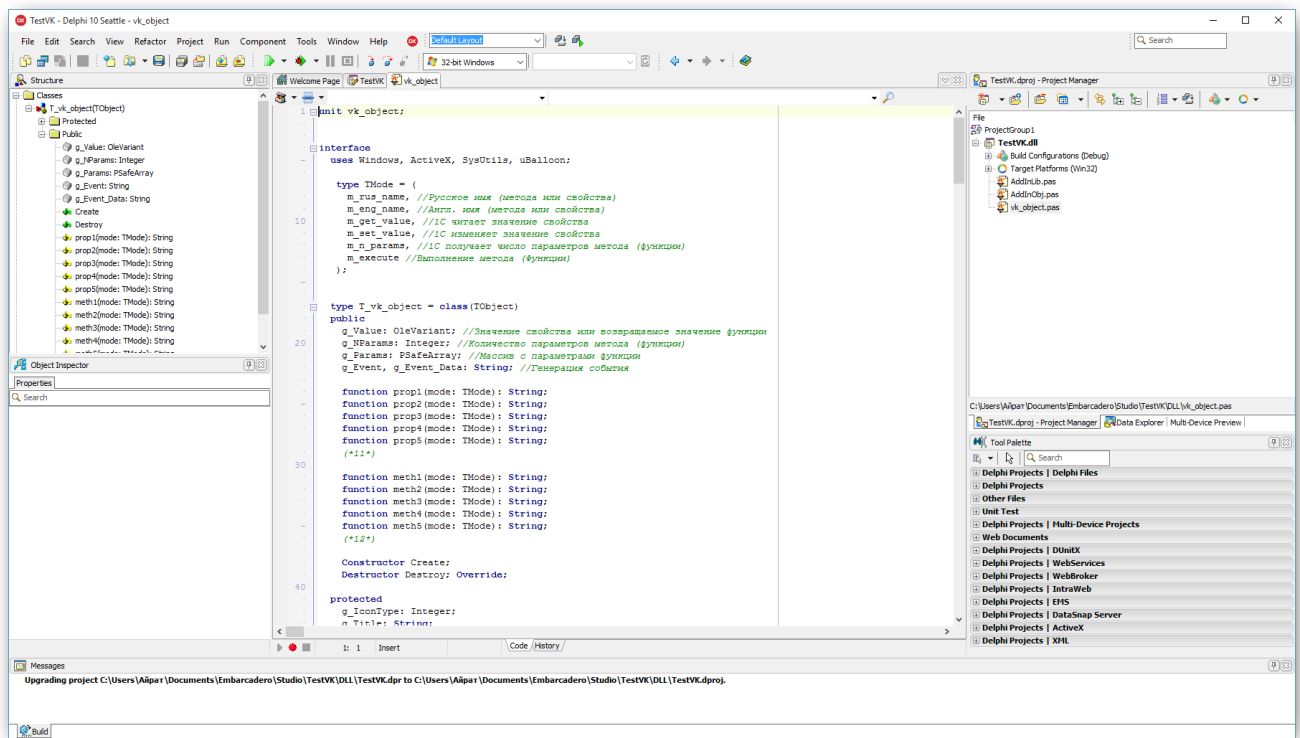 TestVK - Delphi 10 Seattle - vk_object
File Edit Search View Refactor Project Run Component Tools Window Help
Default Layout
Search
32-bit Windows
Structure
Classes
T_vk_object(TObject)
Protected
Public
g_Value: OleVariant
g_NParams: Integer
g_Params: PSafeArray
g_Event: String
g_Event_Data: String
Create
Destroy
prop1(mode: TMode): String
prop2(mode: TMode): String
prop3(mode: TMode): String
prop4(mode: TMode): String
prop5(mode: TMode): String
meth1(mode: TMode): String
meth2(mode: TMode): String
meth3(mode: TMode): String
meth4(mode: TMode): String
Object Inspector
Properties
Search
Welcome Page TestVK vk_object
1 unit vk_object;
interface
uses Windows, ActiveX, SysUtils, uBalloon;
type TMode = (
m_rus_name, //Русское имя (метода или свойства)
m_eng_name, //Англ. имя (метода или свойства)
10 m_get_value, //1С читает значение свойства
m_set_value, //1С изменяет значение свойства
m_n_params, //1С получает число параметров метода (функции)
m_execute //Выполнение метода (Функции)
);
type T_vk_object = class(TObject)
public
g_Value: OleVariant; //Значение свойства или возвращаемое значение функции
20 g_NParams: Integer; //Количество параметров метода (функции)
g_Params: PSafeArray; //Массив с параметрами функции
g_Event, g_Event_Data: String; //Генерация события
function prop1(mode: TMode): String;
function prop2(mode: TMode): String;
function prop3(mode: TMode): String;
function prop4(mode: TMode): String;
function prop5(mode: TMode): String;
(*11*)
30
function meth1(mode: TMode): String;
function meth2(mode: TMode): String;
function meth3(mode: TMode): String;
function meth4(mode: TMode): String;
function meth5(mode: TMode): String;
(*12*)
Constructor Create;
Destructor Destroy; Override;
40
protected
g_IconType: Integer;
g_Title: String;
1: 1 Insert Code History
TestVK.dproj - Project Manager
File
ProjectGroup1
TestVK.dll
Build Configurations (Debug)
Target Platforms (Win32)
AddInLib.pas
AddInObj.pas
vk_object.pas
C:\Users\Айрат\Documents\Embarcadero\Studio\TestVK\DLL\vk_object.pas
TestVK.dproj - Project Manager Data Explorer Multi-Device Preview
Tool Palette
Search
Delphi Projects | Delphi Files
Delphi Projects
Other Files
Unit Test
Delphi Projects | Multi-Device Projects
Web Documents
Delphi Projects | DUnitX
Delphi Projects | WebServices
Delphi Projects | WebBroker
Delphi Projects | IntraWeb
Delphi Projects | EMS
Delphi Projects | DataSnap Server
Delphi Projects | ActiveX
Delphi Projects | XML
Messages
Upgrading project C:\Users\Айрат\Documents\Embarcadero\Studio\TestVK\DLL\TestVK.dpr to C:\Users\Айрат\Documents\Embarcadero\Studio\TestVK\DLL\TestVK.dproj.
Build